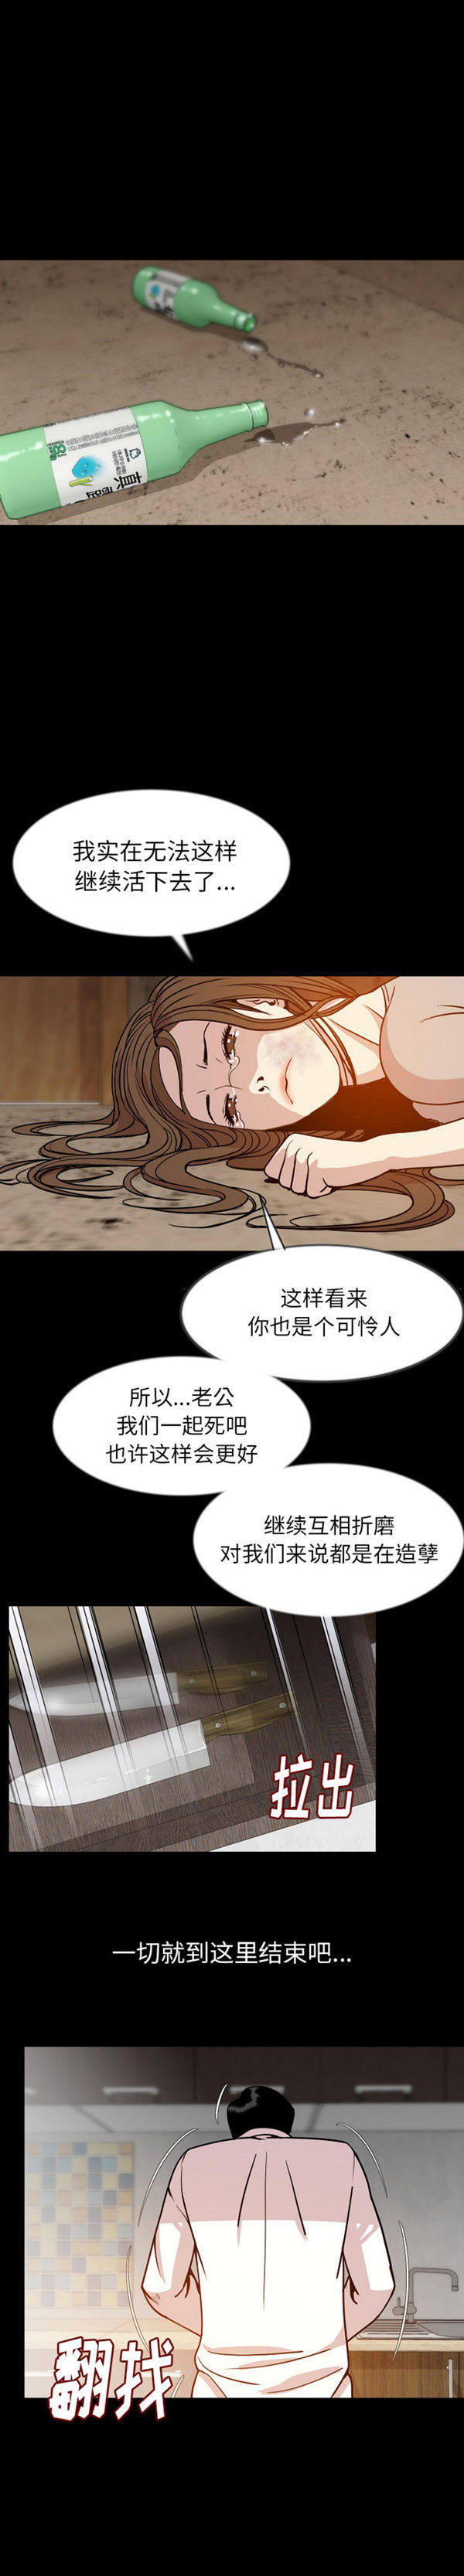 真
我实在无法这样
继续活下去了...
这样看来
你也是个可怜人
所以...老公
我们一起死吧
也许这样会更好
继续互相折磨
对我们来说都是在造孽
拉出
一切就到这里结束吧...
翻找